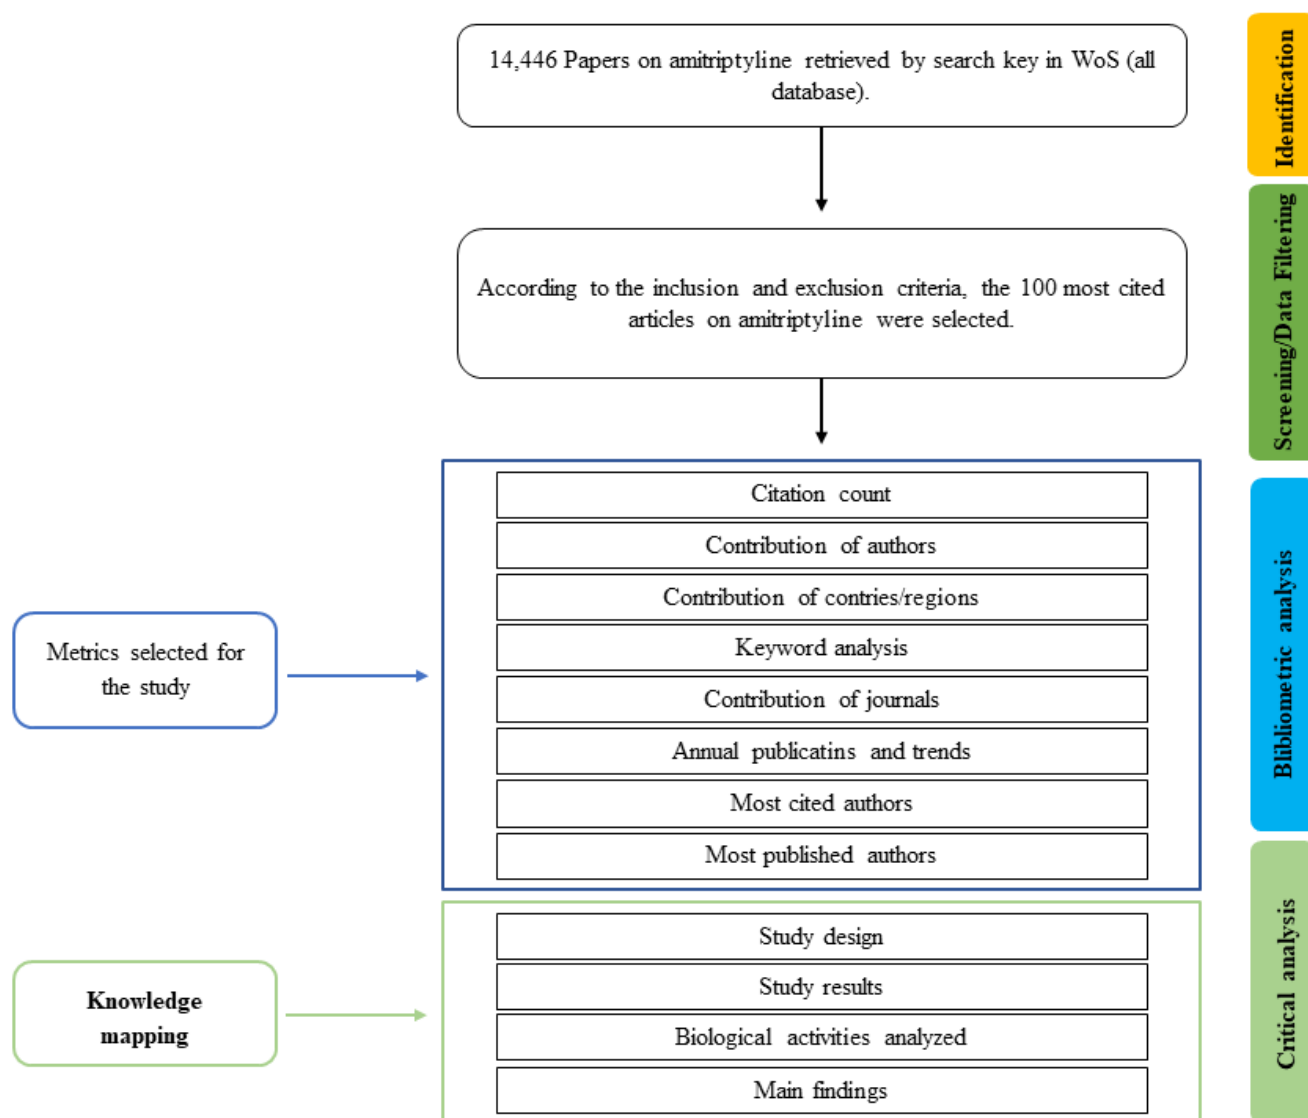 14,446 Papers on amitriptyline retrieved by search key in WoS (all
database).
Identification
According to the inclusion and exclusion criteria, the 100 most cited
articles on amitriptyline were selected.
Screening/Data Filtering
Metrics selected for
the study
Citation count
Contribution of authors
Contribution of contries/regions
Keyword analysis
Contribution of journals
Annual publicatins and trends
Most cited authors
Most published authors
Blibliometric analysis
Knowledge
mapping
Study design
Study results
Biological activities analyzed
Main findings
Critical analysis